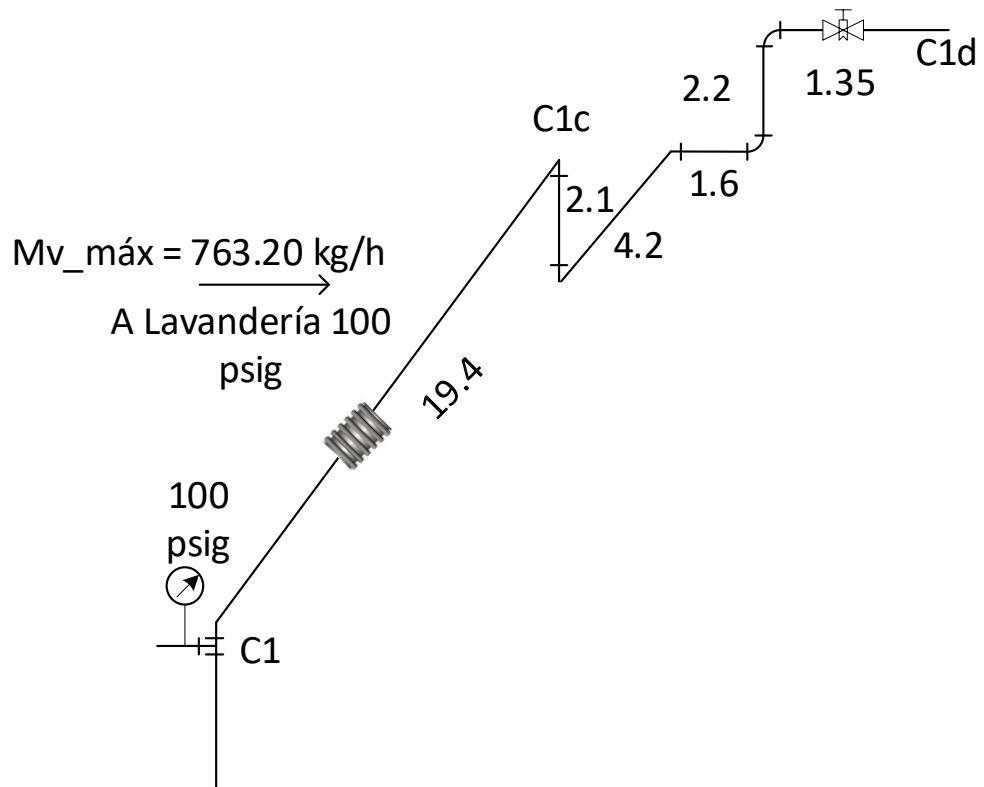 C1d
1.35
2.2
C1c
1.6
2.1
4.2
Mv_máx = 763.20 kg/h
A Lavandería 100
psig
19.4
100
psig
C1